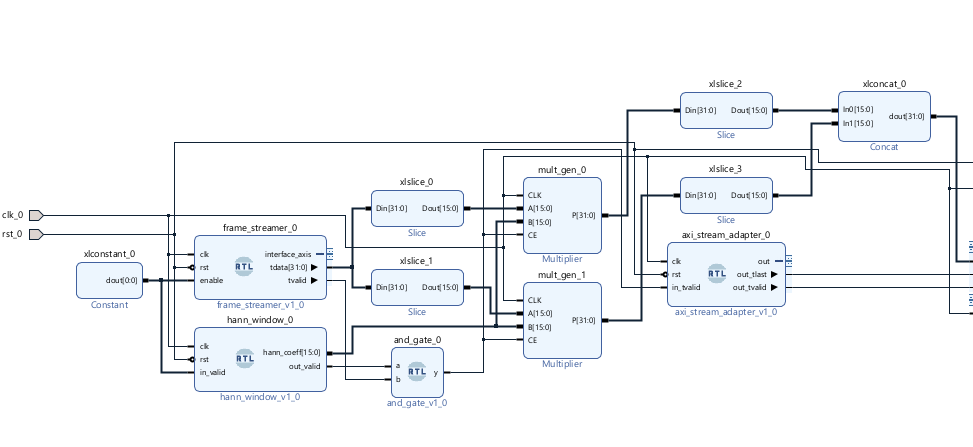 xlslice_2
Din[31:0] Dout[15:0]
Slice
xlconcat_0
In0[15:0]
In1[15:0]
dout[31:0]
Concat
clk_0
rst_0
xlconstant_0
dout[0:0]
Constant
frame_streamer_0
clk
rst
enable
RTL
interface_axis
tdata[31:0]
tvalid
frame_streamer_v1_0
hann_window_0
clk
rst
in_valid
RTL
hann_coeff[15:0]
out_valid
hann_window_v1_0
xlslice_0
Din[31:0] Dout[15:0]
Slice
xlslice_1
Din[31:0] Dout[15:0]
Slice
and_gate_0
a
b
RTL
y
and_gate_v1_0
mult_gen_0
CLK
A[15:0]
B[15:0]
CE
P[31:0]
Multiplier
mult_gen_1
CLK
A[15:0]
B[15:0]
CE
P[31:0]
Multiplier
xlslice_3
Din[31:0] Dout[15:0]
Slice
axi_stream_adapter_0
clk
rst
in_tvalid
RTL
out
out_tlast
out_tvalid
axi_stream_adapter_v1_0